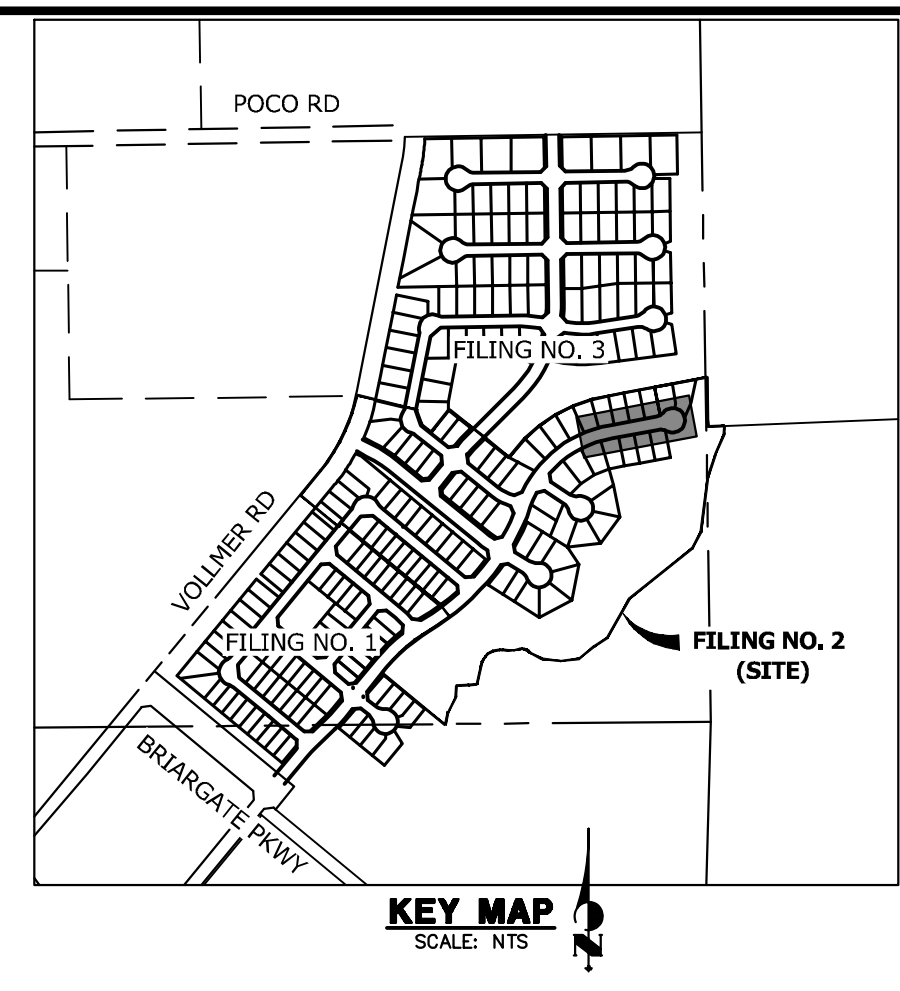 POCO RD
FILING NO. 3
VOLLMER RD
FILING NO. 1
FILING NO. 2
(SITE)
BRIARGATE PKWY
KEY MAP
SCALE: NTS
N